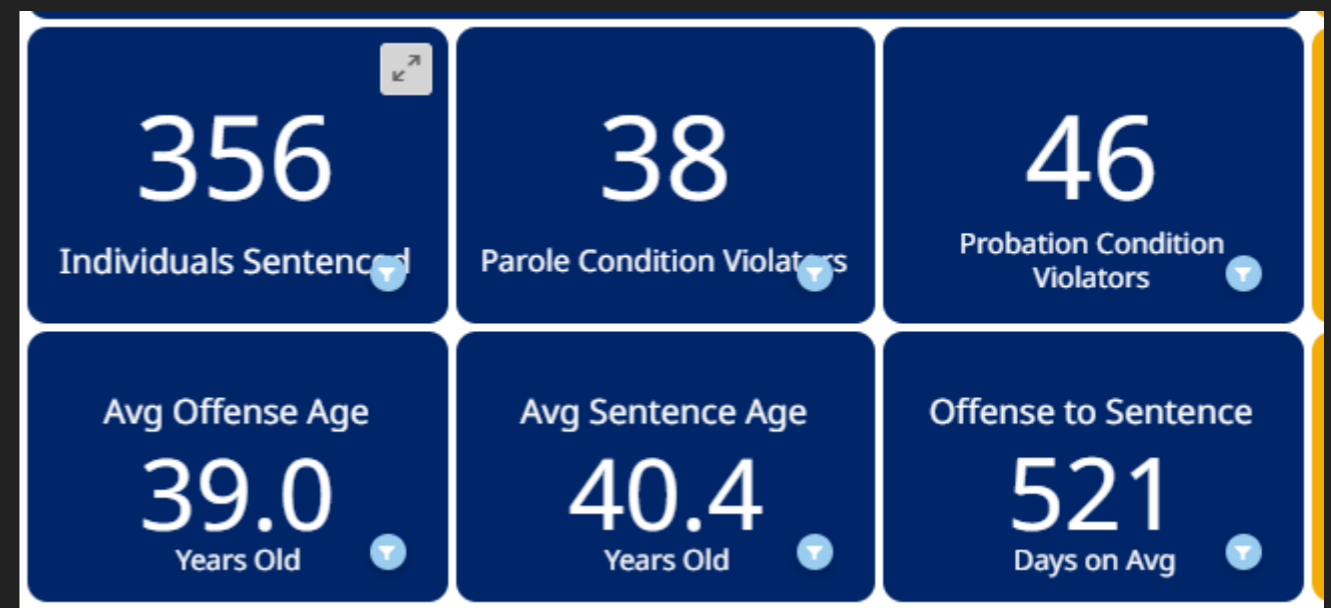 356
Individuals Sentenced
38
Parole Condition Violators
46
Probation Condition
Violators
Avg Offense Age
39.0
Years Old
Avg Sentence Age
40.4
Years Old
Offense to Sentence
521
Days on Avg